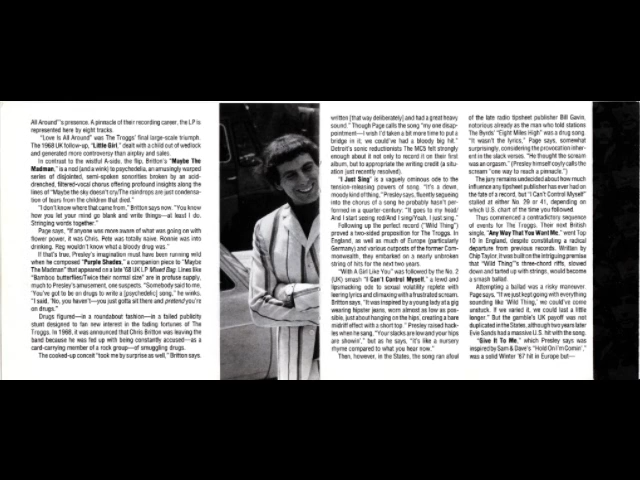 All Around"'s presence. A pinnacle of their recording career, the LP is
represented here by eight tracks.
"Love Is All Around" was The Troggs' final large-scale triumph.
The 1968 UK follow-up, "Little Girl," dealt with a child out of wedlock
and generated more controversy than airplay and sales.
In contrast to the wistful A-side, the flip, Britton's "Maybe The
Madman," is a nod (and a wink) to psychedelia, an amusingly warped
series of disjointed, semi-spoken sonorities broken by an acid-
drenched, filtered-vocal chorus offering profound insights along the
lines of "Maybe the sky doesn't cry/The raindrops are just condensa-
tion of tears from the children that died."
"I don't know where that came from," Britton says now. "You know
how you let your mind go blank and write things—at least I do.
Stringing words together."
Page says, "If anyone was more aware of what was going on with
flower power, it was Chris. Pete was totally naive. Ronnie was into
drinking. Reg wouldn't know what a bloody drug was."
If that's true, Presley's imagination must have been running wild
when he composed "Purple Shades," a companion piece to "Maybe
The Madman" that appeared on a late '68 UK LP Mixed Bag. Lines like
"Bamboo butterflies/Twice their normal size" are in profuse supply,
much to Presley's amusement, one suspects. "Somebody said to me,
'You've got to be on drugs to write a [psychedelic] song,'" he winks.
"I said, 'No, you haven't—you just gotta sit there and pretend you're
on drugs.'"
Drugs figured—in a roundabout fashion—in a failed publicity
stunt designed to fan new interest in the fading fortunes of The
Troggs. In 1968, it was announced that Chris Britton was leaving the
band because he was fed up with being constantly accused—as a
card-carrying member of a rock group—of smuggling drugs.
The cooked-up conceit "took me by surprise as well," Britton says.
written [that way deliberately] and had a great heavy
sound." Though Page calls the song "my one disap-
pointment—I wish I'd taken a bit more time to put a
bridge in it; we could've had a bloody big hit,"
Detroit's sonic reductionists The MC5 felt strongly
enough about it not only to record it on their first
album, but to appropriate the writing credit (a situ-
ation just recently resolved).
"I Just Sing" is a vaguely ominous ode to the
tension-releasing powers of song. "It's a down,
moody kind of thing," Presley says, fluently segueing
into the chorus of a song he probably hasn't per-
formed in a quarter-century: "It goes to my head/
And I start seeing red/And I sing/Yeah, I just sing."
Following up the perfect record ("Wild Thing")
proved a two-sided proposition for The Troggs. In
England, as well as much of Europe (particularly
Germany) and various outposts of the former Com-
monwealth, they embarked on a nearly unbroken
string of hits for the next two years.
"With A Girl Like You" was followed by the No. 2
(UK) smash "I Can't Control Myself," a lewd and
lipsmacking ode to sexual volatility replete with
leering lyrics and climaxing with a frustrated scream.
Britton says, "It was inspired by a young lady at a gig
wearing hipster jeans, worn almost as low as pos-
sible, just about hanging on the hips, creating a bare
midriff effect with a short top." Presley raised hack-
les when he sang, "Your slacks are low and your hips
are showin'," but as he says, "it's like a nursery
rhyme compared to what you hear now."
Then, however, in the States, the song ran afoul
of the late radio tipsheet publisher Bill Gavin,
notorious already as the man who told stations
The Byrds' "Eight Miles High" was a drug song.
"It wasn't the lyrics," Page says, somewhat
surprisingly, considering the provocation inher-
ent in the slack verses. "He thought the scream
was an orgasm." (Presley himself coyly calls the
scream "one way to reach a pinnacle.")
The jury remains undecided about how much
influence any tipsheet publisher has ever had on
the fate of a record, but "I Can't Control Myself"
stalled at either No. 29 or 41, depending on
which U.S. chart of the time you followed.
Thus commenced a contradictory sequence
of events for The Troggs. Their next British
single, "Any Way That You Want Me," went Top
10 in England, despite constituting a radical
departure from previous records. Written by
Chip Taylor, it was built on the intriguing premise
that "Wild Thing"'s three-chord riffs, slowed
down and tarted up with strings, would become
a smash ballad.
Attempting a ballad was a risky maneuver.
Page says, "If we just kept going with everything
sounding like 'Wild Thing,' we could've come
unstuck. If we varied it, we could last a little
longer." But the gamble's UK payoff was not
duplicated in the States, although two years later
Evie Sands had a massive U.S. hit with the song.
"Give It To Me," which Presley says was
inspired by Sam & Dave's "Hold On I'm Comin',"
was a solid Winter '67 hit in Europe but—